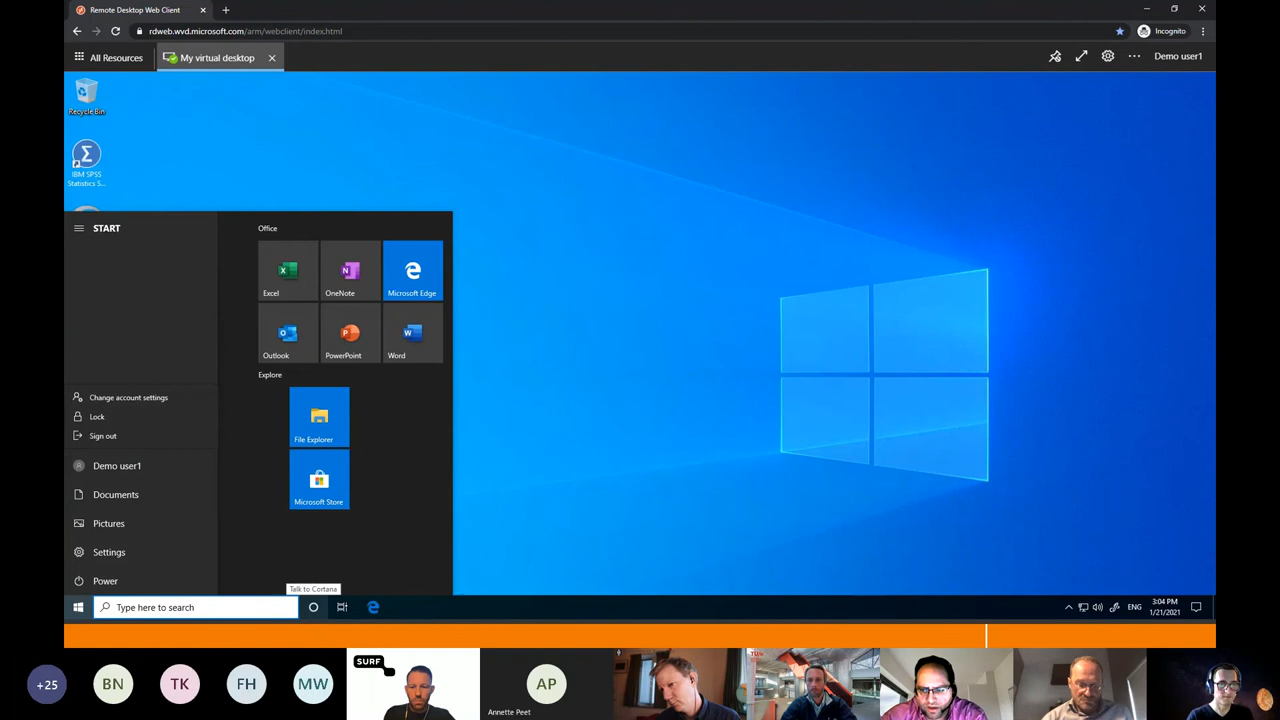 Remote Desktop Web Client
rdweb.wvd.microsoft.com/arm/webclient/index.html
Incognito
All Resources
My virtual desktop
Demo user1
Recycle Bin
IBM SPSS
Statistics S...
START
Office
Excel
OneNote
Microsoft Edge
Outlook
PowerPoint
Word
Explore
File Explorer
Microsoft Store
Change account settings
Lock
Sign out
Demo user1
Documents
Pictures
Settings
Power
Talk to Cortana
Type here to search
ENG
3:04 PM
1/21/2021
+25
BN
TK
FH
MW
SURF
AP
Annette Peet